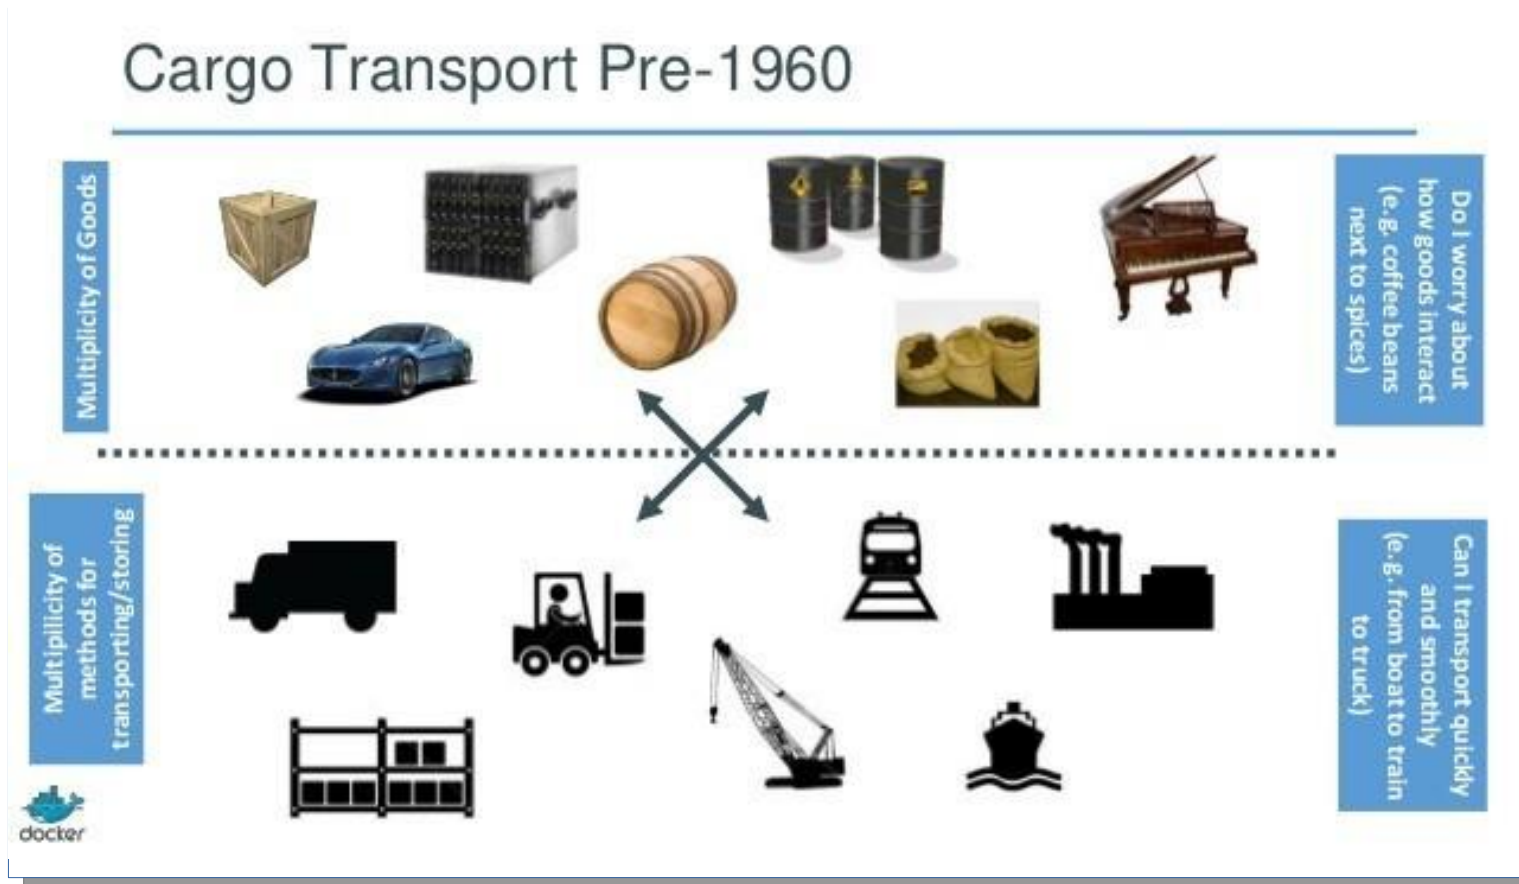 Cargo Transport Pre-1960
Multiplicity of Goods
Do I worry about
how goods interact
(e.g. coffee beans
next to spices)
Multipilicity of
methods for
transporting/storing
Can I transport quickly
and smoothly
(e.g. from boat to train
to truck)
docker